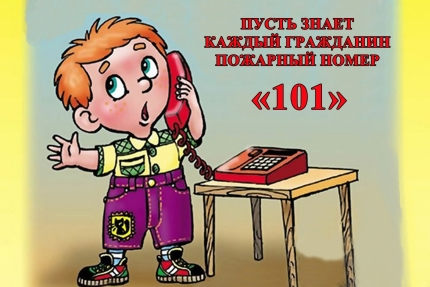 ПУСТЬ ЗНАЕТ
КАЖДЫЙ ГРАЖДАНИН
ПОЖАРНЫЙ НОМЕР
«101»